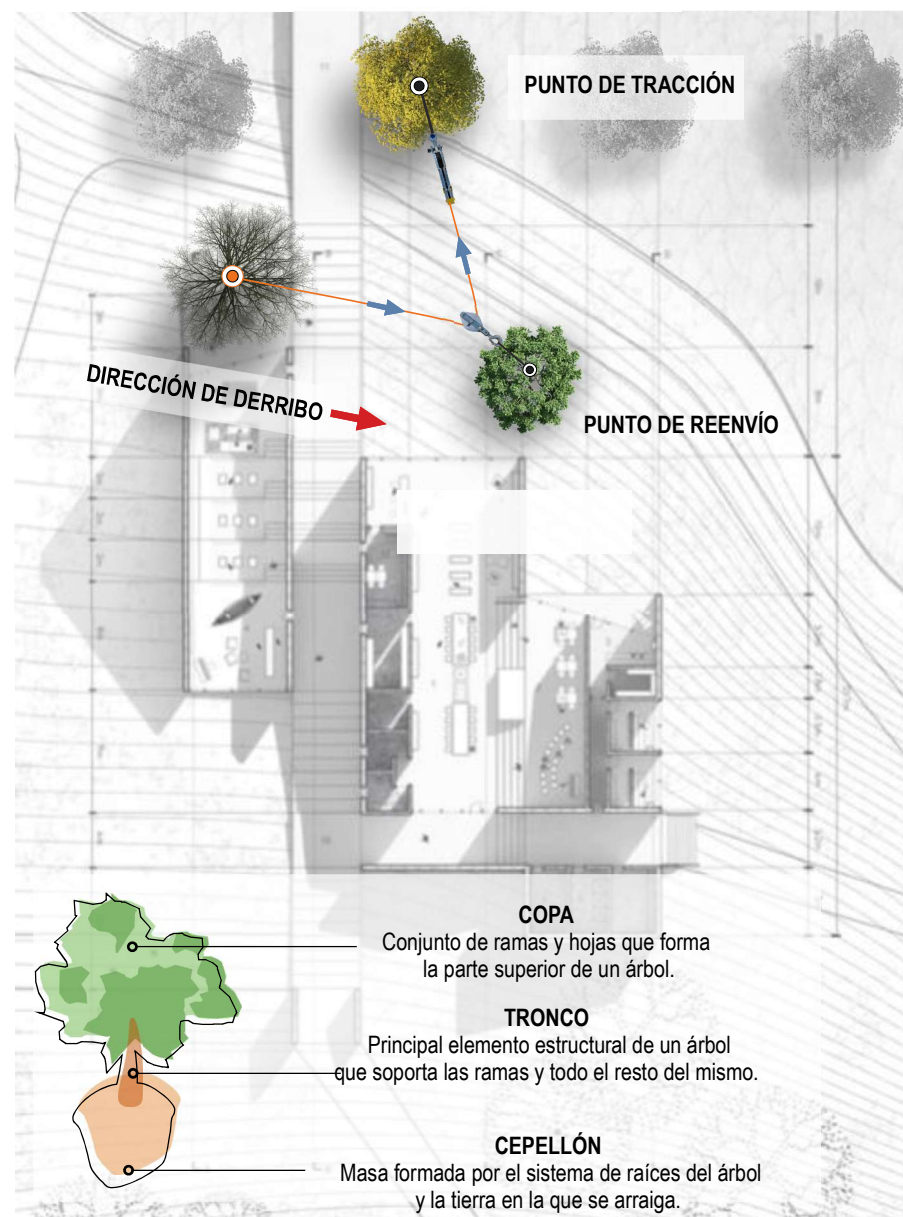 PUNTO DE TRACCIÓN
DIRECCIÓN DE DERRIBO
PUNTO DE REENVÍO
COPA
Conjunto de ramas y hojas que forma
la parte superior de un árbol.
TRONCO
Principal elemento estructural de un árbol
que soporta las ramas y todo el resto del mismo.
CEPELLÓN
Masa formada por el sistema de raíces del árbol
y la tierra en la que se arraiga.